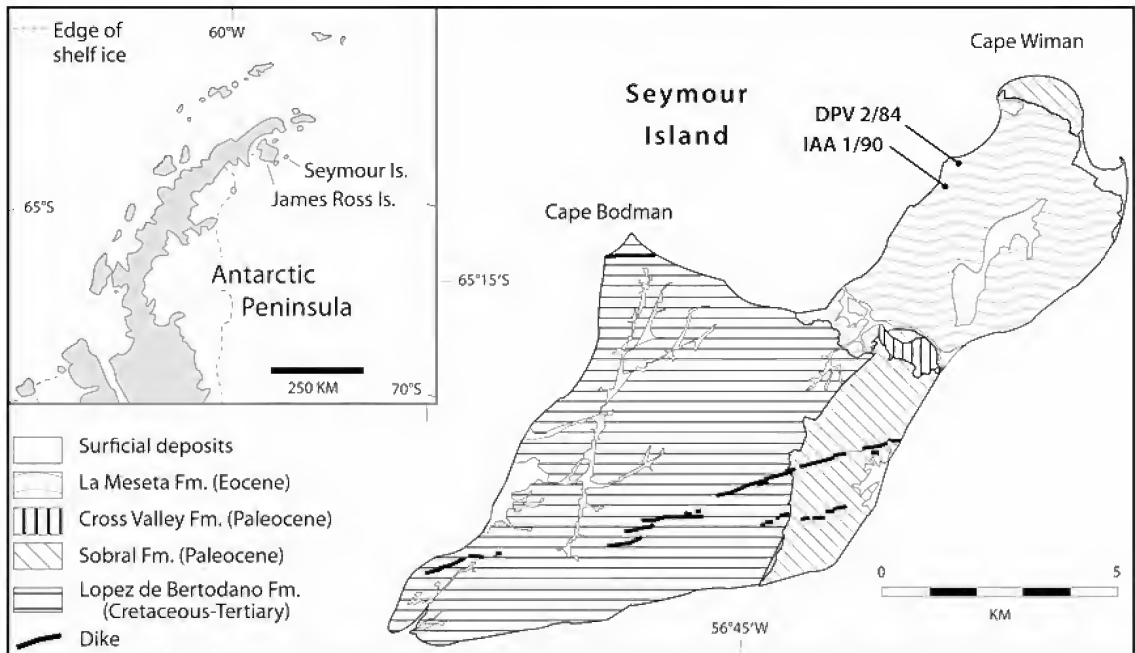 Edge of
shelf ice
60°W
Seymour Is.
James Ross Is.
65°S
Antarctic
Peninsula
250 KM
70°S
Cape Wiman
Seymour
Island
DPV 2/84
IAA 1/90
Cape Bodman
65°15'S
Surficial deposits
La Meseta Fm. (Eocene)
Cross Valley Fm. (Paleocene)
Sobral Fm. (Paleocene)
Lopez de Bertodano Fm.
(Cretaceous-Tertiary)
Dike
0 5
KM
56°45'W